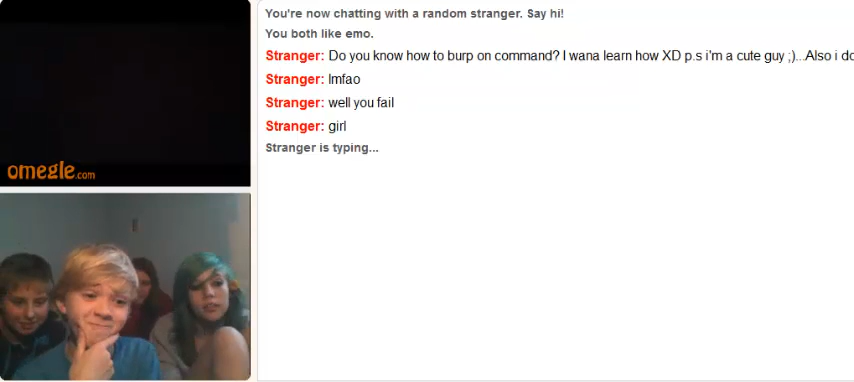 You're now chatting with a random stranger. Say hi!
You both like emo.
Stranger: Do you know how to burp on command? I wana learn how XD p.s i'm a cute guy ;)...Also i do
Stranger: lmfao
Stranger: well you fail
Stranger: girl
Stranger is typing...
omegle.com